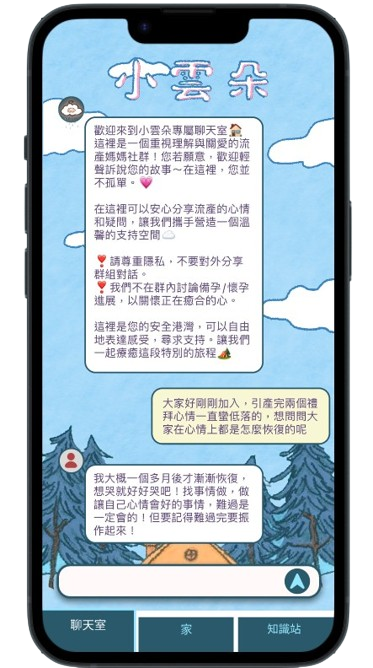 小雲朵
歡迎來到小雲朵專屬聊天室🏠
這裡是一個重視理解與關愛的流
產媽媽社群！您若願意，歡迎輕
聲訴說您的故事～在這裡，您並
不孤單。💗
在這裡可以安心分享流產的心情
和疑問，讓我們攜手營造一個溫
馨的支持空間☁️
❣️請尊重隱私，不要對外分享
群組對話。
❣️我們不在群內討論備孕/懷孕
進展，以關懷正在癒合的心。
這裡是您的安全港灣，可以自由
地表達感受，尋求支持。讓我們
一起療癒這段特別的旅程🏕️
大家好剛剛加入，引產完兩個禮
拜心情一直蠻低落的，想問問大
家在心情上都是怎麼恢復的呢
我大概一個多月後才漸漸恢復，
想哭就好好哭吧！找事情做，做
讓自己心情會好的事情，難過是
一定會的！但要記得難過完要振
作起來！
聊天室
家
知識站